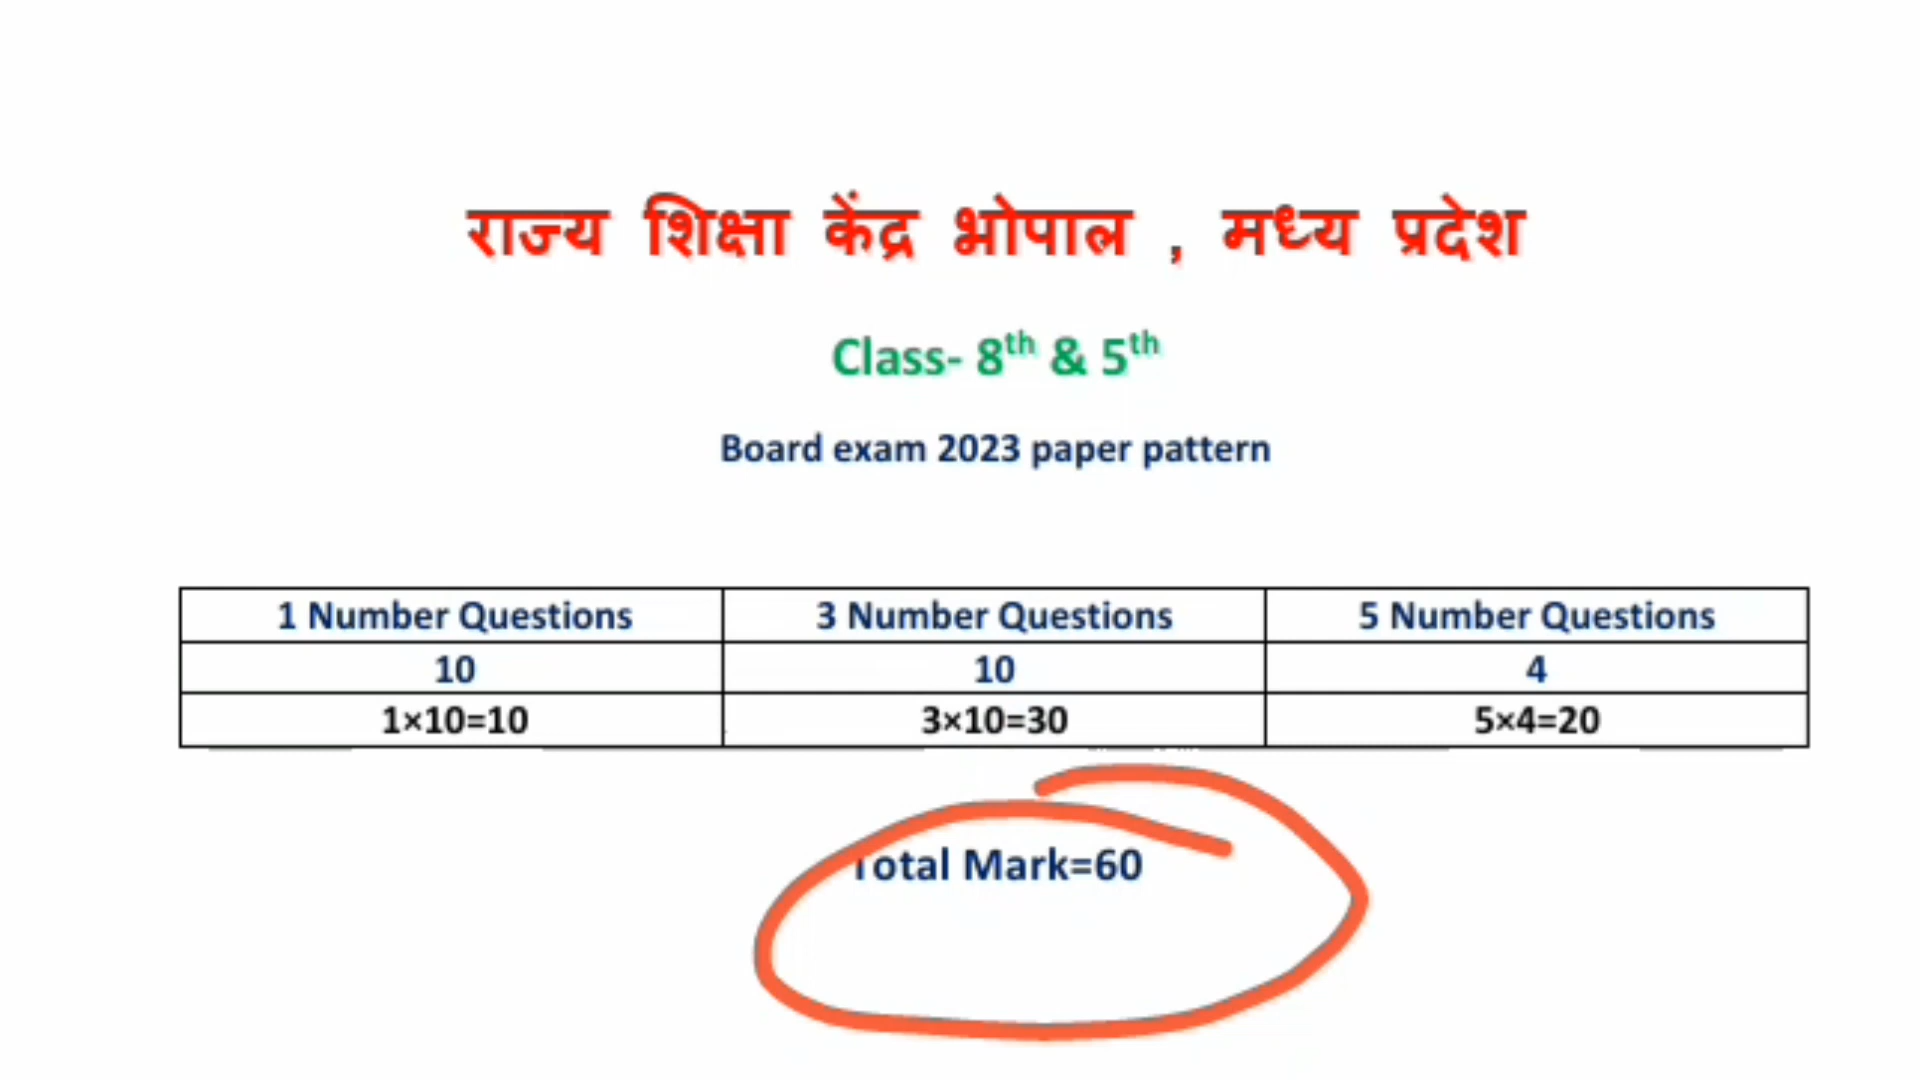 राज्य शिक्षा केंद्र भोपाल , मध्य प्रदेश
Class- 8th & 5th
Board exam 2023 paper pattern
1 Number Questions 3 Number Questions 5 Number Questions
10 10 4
1×10=10 3×10=30 5×4=20
Total Mark=60